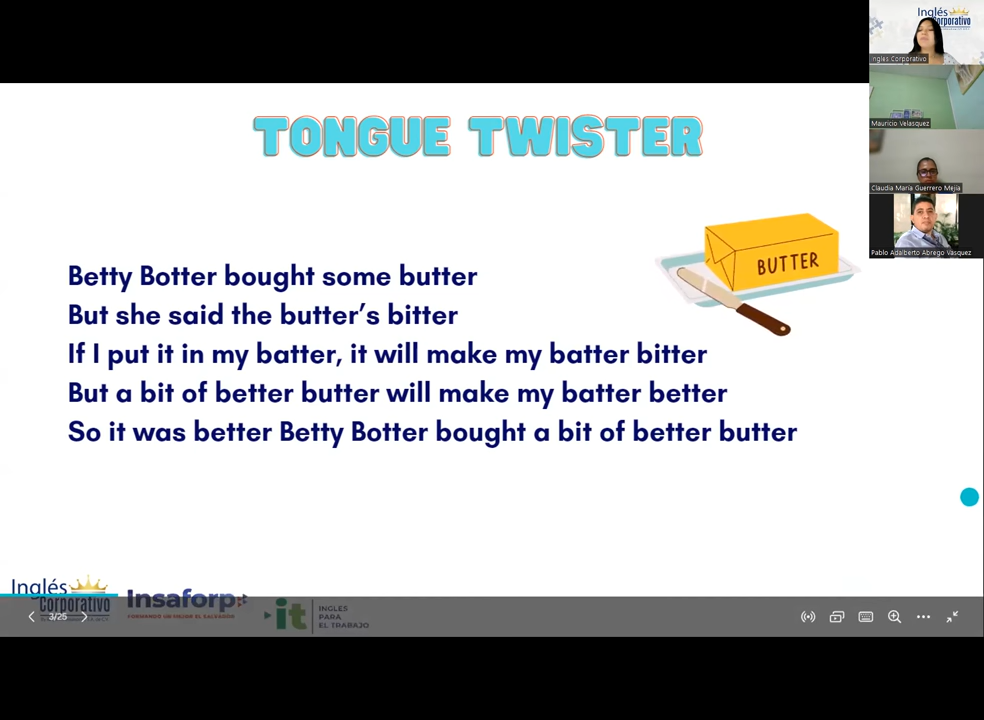 Inglés
Corporativo
Ingles Corporativo
Mauricio Velasquez
Claudia María Guerrero Mejía
Pablo Adalberto Abrego Vasquez
TONGUE TWISTER
BUTTER
Betty Botter bought some butter
But she said the butter’s bitter
If I put it in my batter, it will make my batter bitter
But a bit of better butter will make my batter better
So it was better Betty Botter bought a bit of better butter
Inglés
Corporativo
Insaforp
FORMANDO UN MEJOR EL SALVADOR
it
INGLES
PARA
EL TRABAJO
3/25